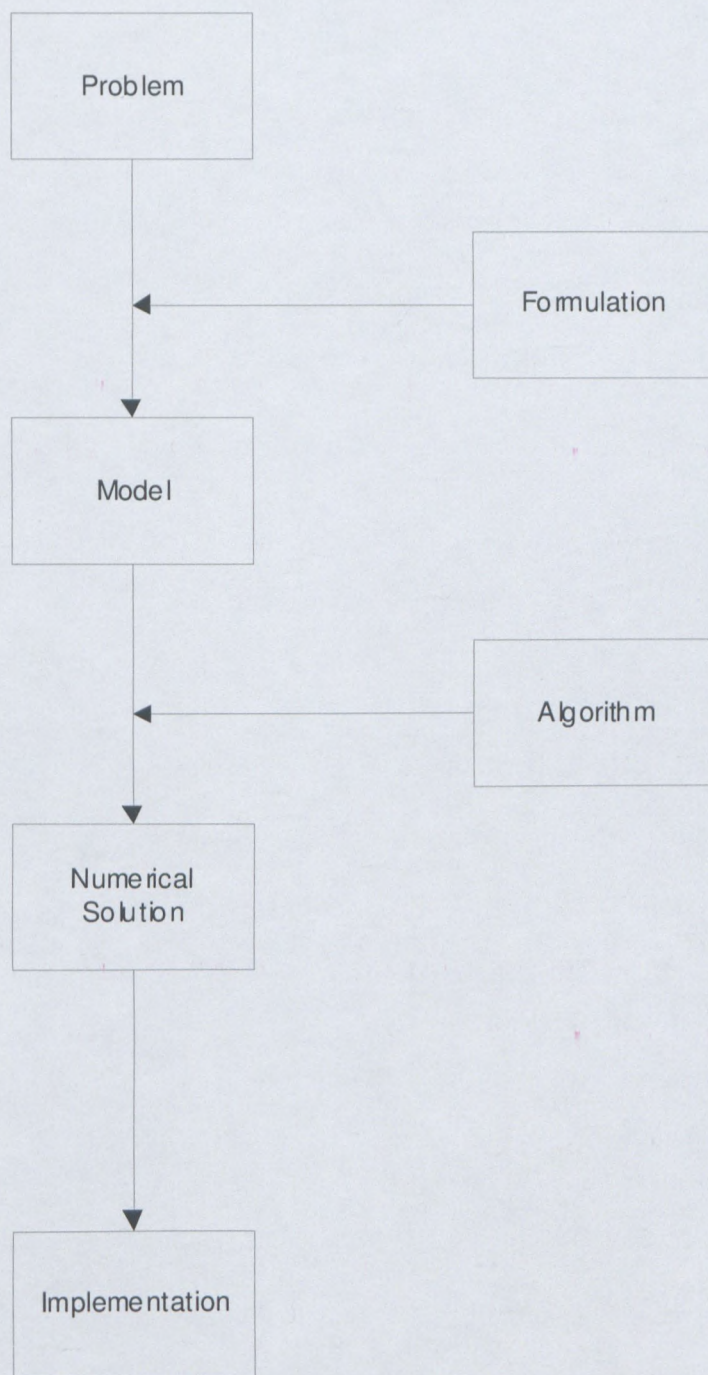 Problem
Formulation
Model
Algorithm
Numerical
Solution
Implementation